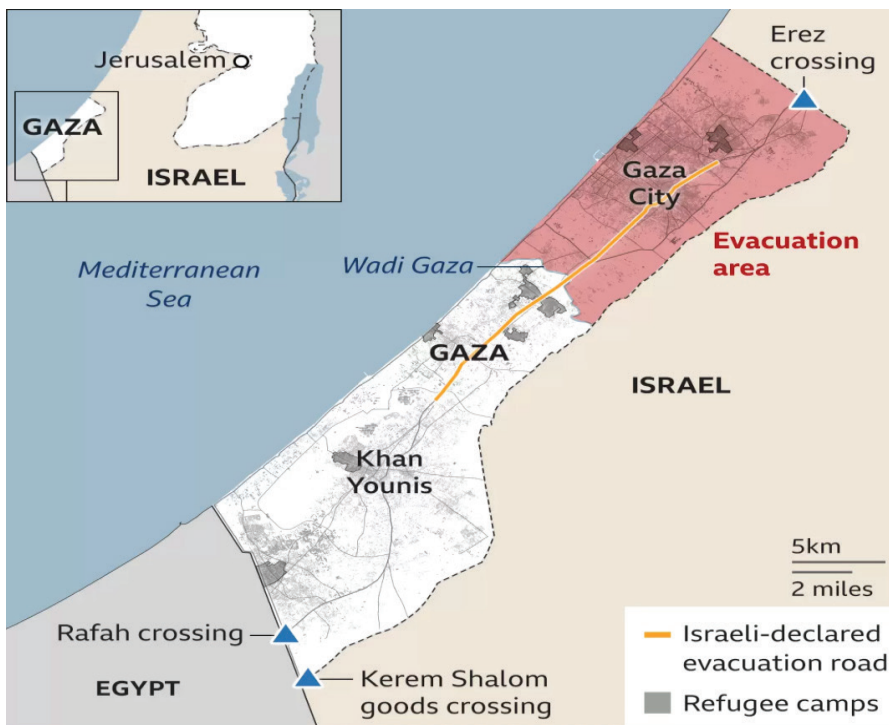 Jerusalem
GAZA
ISRAEL
Erez
crossing
Gaza
City
Evacuation
area
Mediterranean
Sea
Wadi Gaza
GAZA
ISRAEL
Khan
Younis
5km
2 miles
Rafah crossing
EGYPT
Kerem Shalom
goods crossing
Israeli-declared
evacuation road
Refugee camps